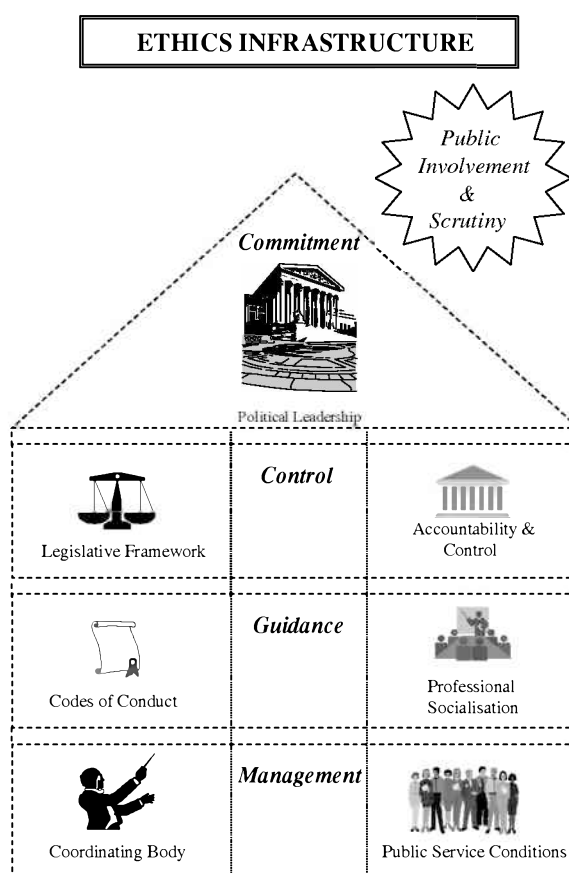 ETHICS INFRASTRUCTURE
Public
Involvement
&
Scrutiny
Commitment
Political Leadership
Control
Legislative Framework
Accountability &
Control
Guidance
Codes of Conduct
Professional
Socialisation
Management
Coordinating Body
Public Service Conditions